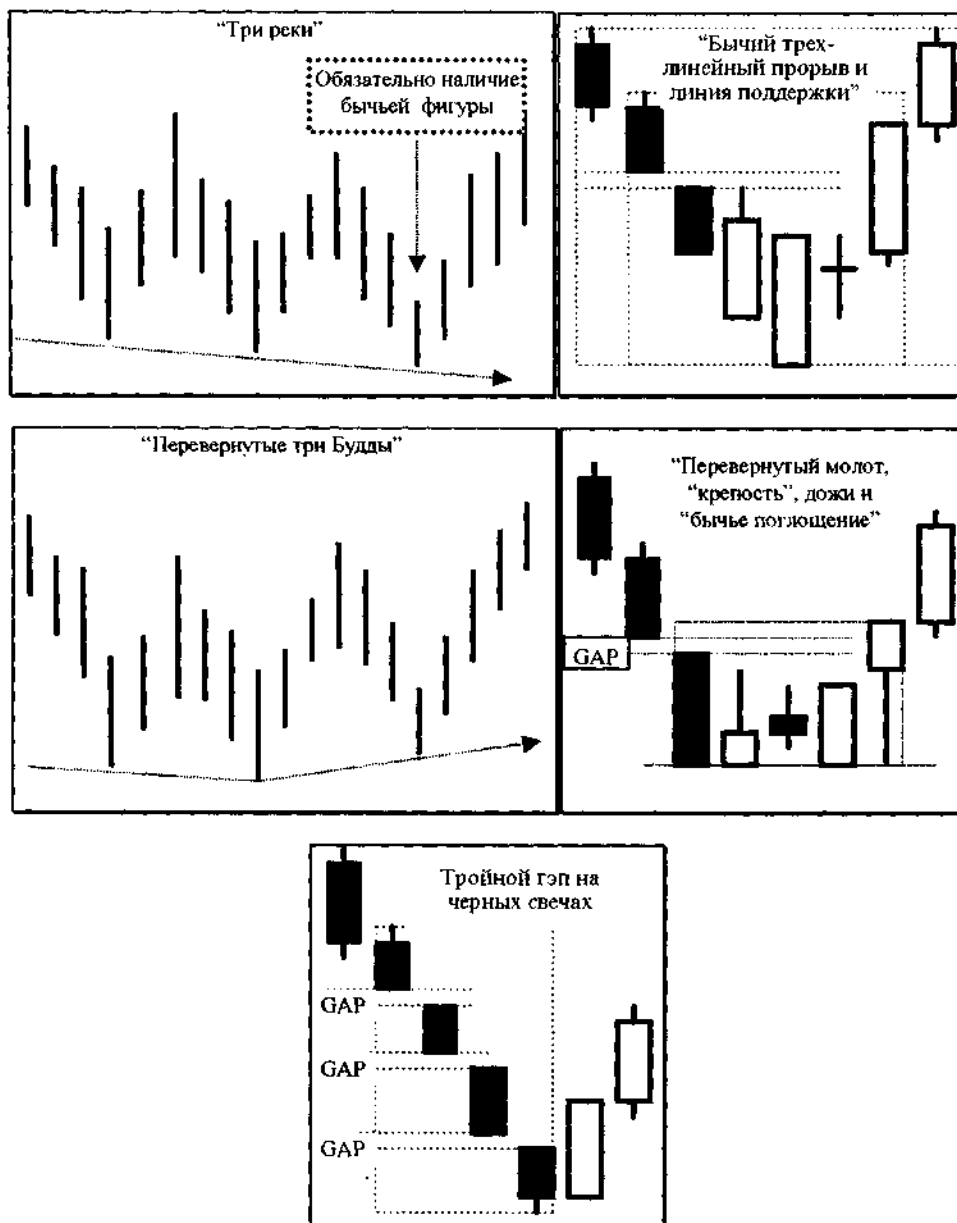 “Три реки”
Обязательно наличие
бычьей фигуры
“Бычий трех-
линейный прорыв и
линия поддержки”
“Перевернутые три Будды”
“Перевернутый молот,
“крепость”, дожи и
“бычье поглощение”
GAP
Тройной гэп на
черных свечах
GAP
GAP
GAP